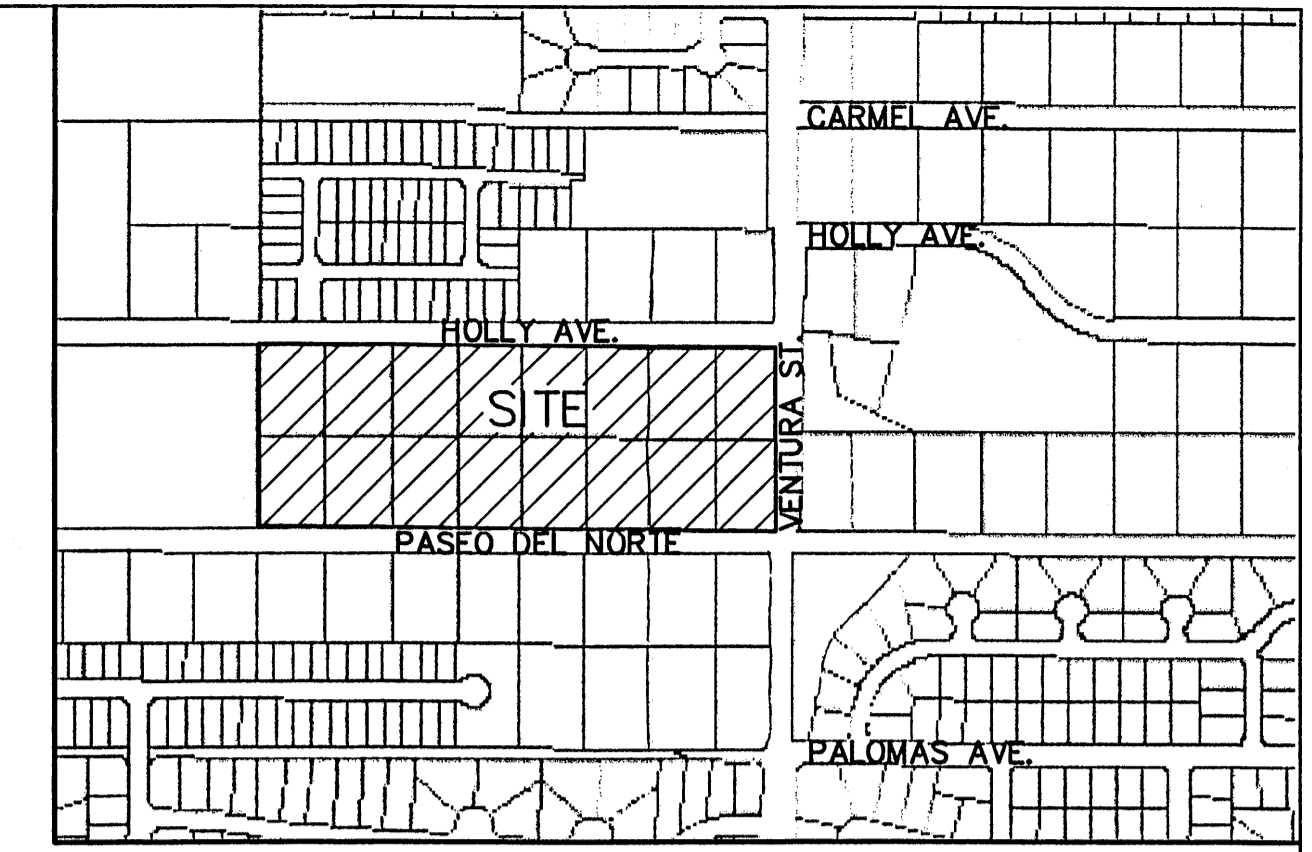 CARMEL AVE.
HOLLY AVE.
HOLLY AVE.
SITE
VENTURA ST.
PASEO DEL NORTE
PALOMAS AVE.